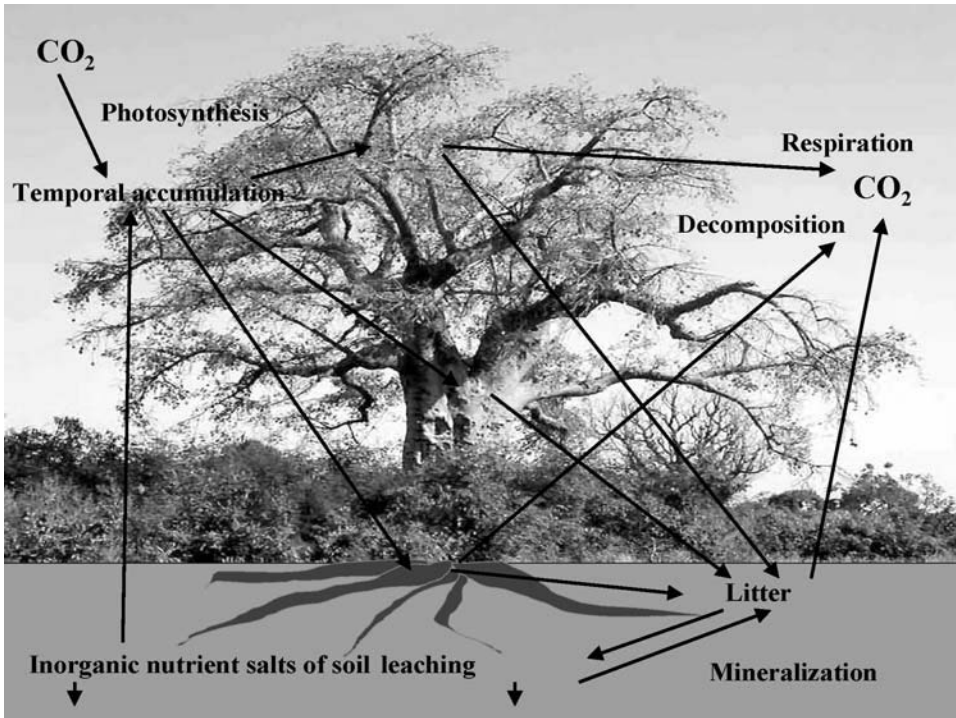 CO₂
Photosynthesis
Respiration
Temporal accumulation
CO₂
Decomposition
Litter
Inorganic nutrient salts of soil leaching
Mineralization